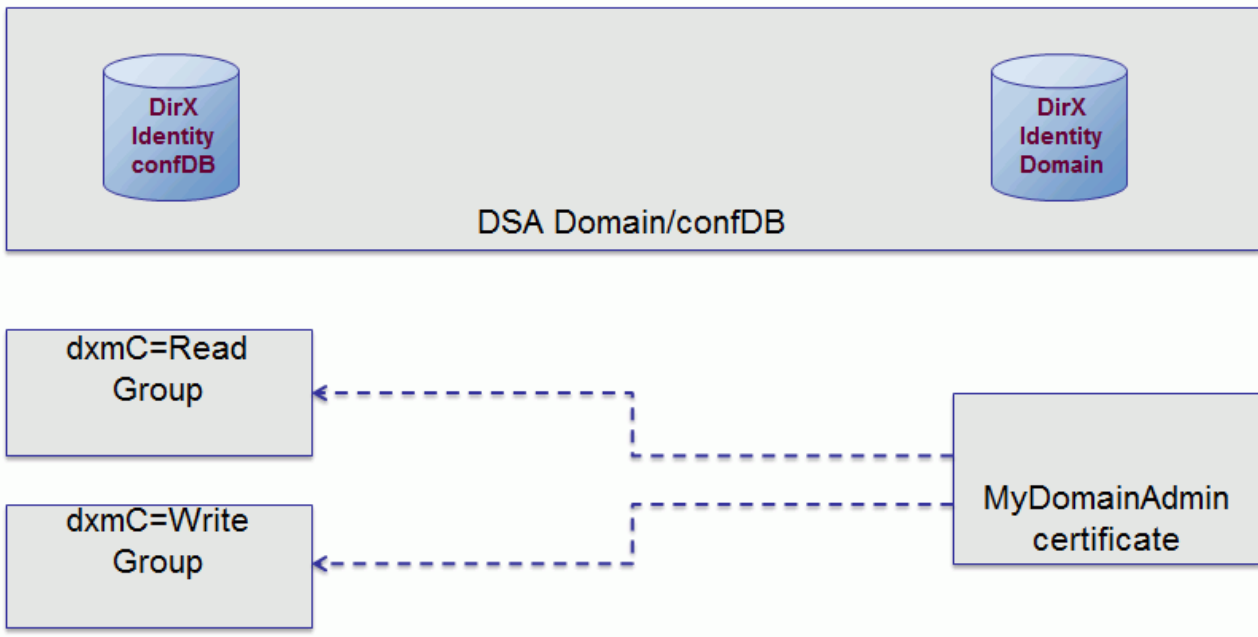 DirX
Identity
confDB
DirX
Identity
Domain
DSA Domain/confDB
dxmC=Read
Group
dxmC=Write
Group
MyDomainAdmin
certificate